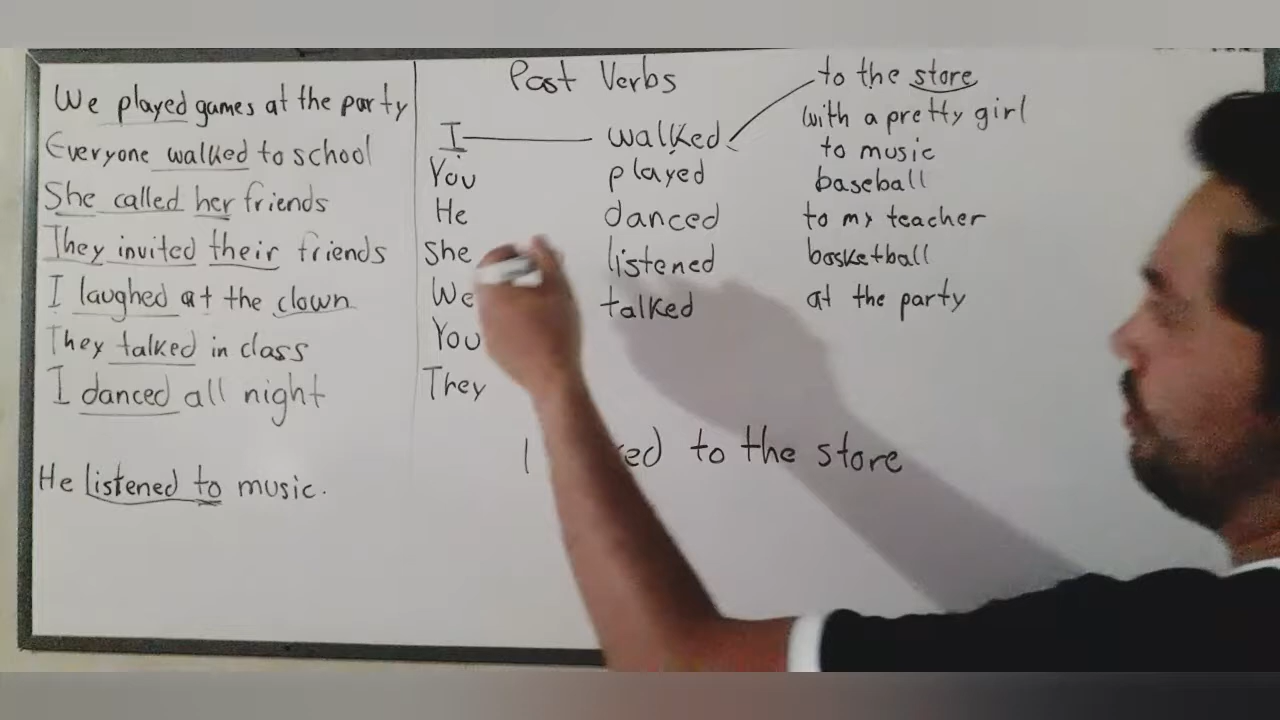 We played games at the party
Everyone walked to school
She called her friends
They invited their friends
I laughed at the clown
They talked in class
I danced all night
He listened to music.
Past Verbs
I
You
He
She
We
You
They
walked
played
danced
listened
talked
to the store
with a pretty girl
to music
baseball
to my teacher
basketball
at the party
I to the store